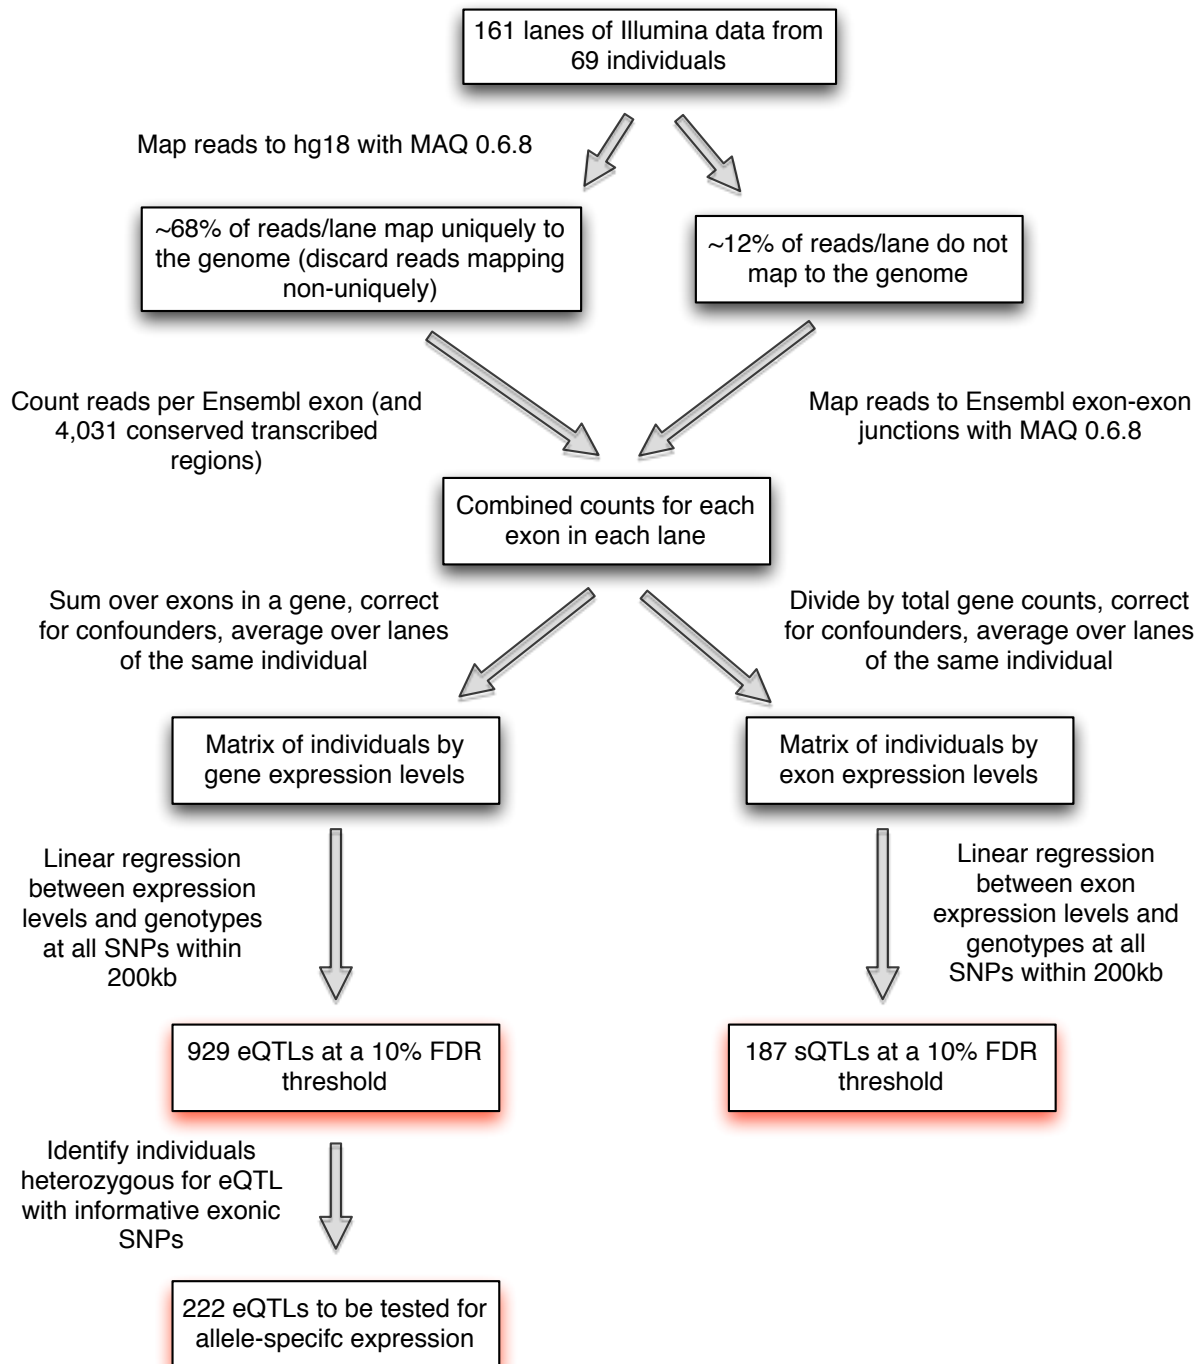 161 lanes of Illumina data from
69 individuals
Map reads to hg18 with MAQ 0.6.8
~68% of reads/lane map uniquely to
the genome (discard reads mapping
non-uniquely)
~12% of reads/lane do not
map to the genome
Count reads per Ensembl exon (and
4,031 conserved transcribed
regions)
Map reads to Ensembl exon-exon
junctions with MAQ 0.6.8
Combined counts for each
exon in each lane
Sum over exons in a gene, correct
for confounders, average over lanes
of the same individual
Divide by total gene counts, correct
for confounders, average over lanes
of the same individual
Matrix of individuals by
gene expression levels
Matrix of individuals by
exon expression levels
Linear regression
between expression
levels and genotypes
at all SNPs within
200kb
Linear regression
between exon
expression levels and
genotypes at all
SNPs within 200kb
929 eQTLs at a 10% FDR
threshold
187 sQTLs at a 10% FDR
threshold
Identify individuals
heterozygous for eQTL
with informative exonic
SNPs
222 eQTLs to be tested for
allele-specifc expression